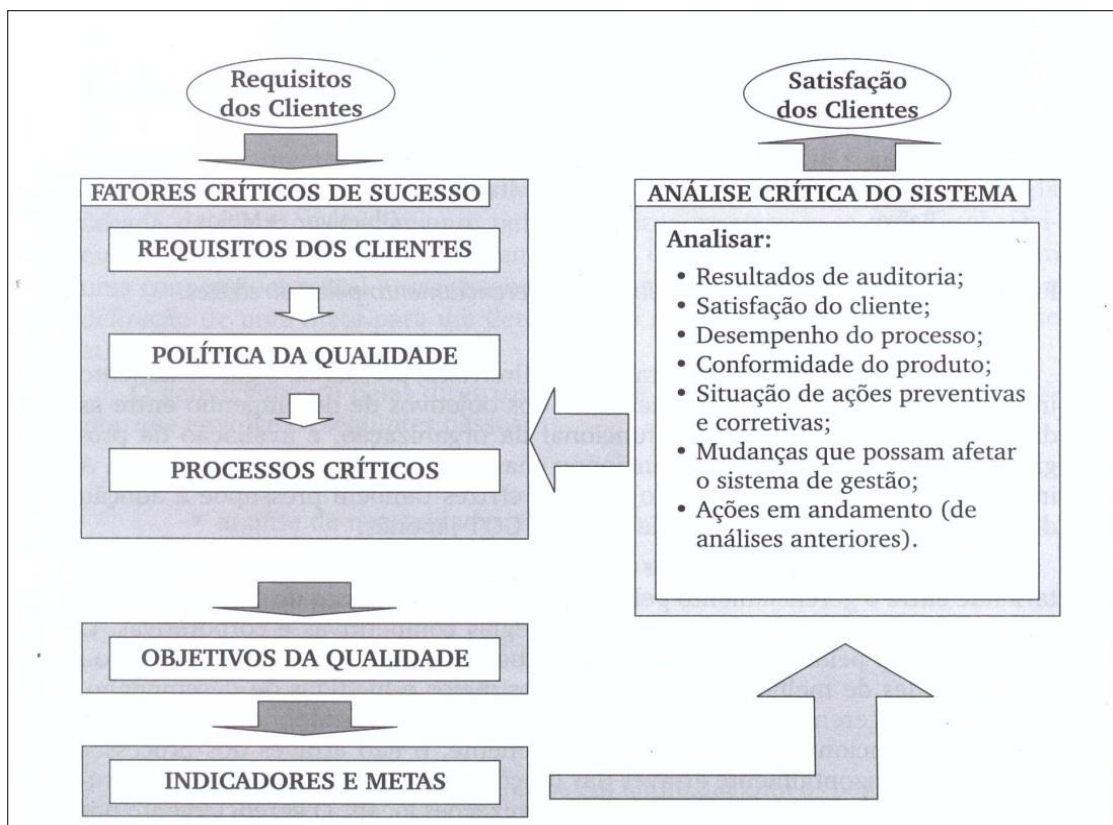 Requisitos
dos Clientes
FATORES CRÍTICOS DE SUCESSO
REQUISITOS DOS CLIENTES
POLÍTICA DA QUALIDADE
PROCESSOS CRÍTICOS
OBJETIVOS DA QUALIDADE
INDICADORES E METAS
Satisfação
dos Clientes
ANÁLISE CRÍTICA DO SISTEMA
Analisar:
• Resultados de auditoria;
• Satisfação do cliente;
• Desempenho do processo;
• Conformidade do produto;
• Situação de ações preventivas
e corretivas;
• Mudanças que possam afetar
o sistema de gestão;
• Ações em andamento (de
análises anteriores).